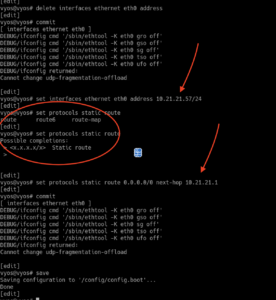 [edit]
vyos@vyos# delete interfaces ethernet eth0 address
[edit]
vyos@vyos# commit
[ interfaces ethernet eth0 ]
DEBUG/ifconfig cmd '/sbin/ethtool -K eth0 gro off'
DEBUG/ifconfig cmd '/sbin/ethtool -K eth0 gso off'
DEBUG/ifconfig cmd '/sbin/ethtool -K eth0 sg off'
DEBUG/ifconfig cmd '/sbin/ethtool -K eth0 tso off'
DEBUG/ifconfig cmd '/sbin/ethtool -K eth0 ufo off'
DEBUG/ifconfig returned:
Cannot change udp-fragmentation-offload
[edit]
vyos@vyos# set interfaces ethernet eth0 address 10.21.21.57/24
[edit]
vyos@vyos# set protocols static route
route route6 route-map
[edit]
vyos@vyos# set protocols static route
Possible completions:
> <x.x.x.x/x> Static route
[edit]
vyos@vyos# set protocols static route 0.0.0.0/0 next-hop 10.21.21.1
[edit]
vyos@vyos# commit
[ interfaces ethernet eth0 ]
DEBUG/ifconfig cmd '/sbin/ethtool -K eth0 gro off'
DEBUG/ifconfig cmd '/sbin/ethtool -K eth0 gso off'
DEBUG/ifconfig cmd '/sbin/ethtool -K eth0 sg off'
DEBUG/ifconfig cmd '/sbin/ethtool -K eth0 tso off'
DEBUG/ifconfig cmd '/sbin/ethtool -K eth0 ufo off'
DEBUG/ifconfig returned:
Cannot change udp-fragmentation-offload
[edit]
vyos@vyos# save
Saving configuration to '/config/config.boot'...
Done
[edit]